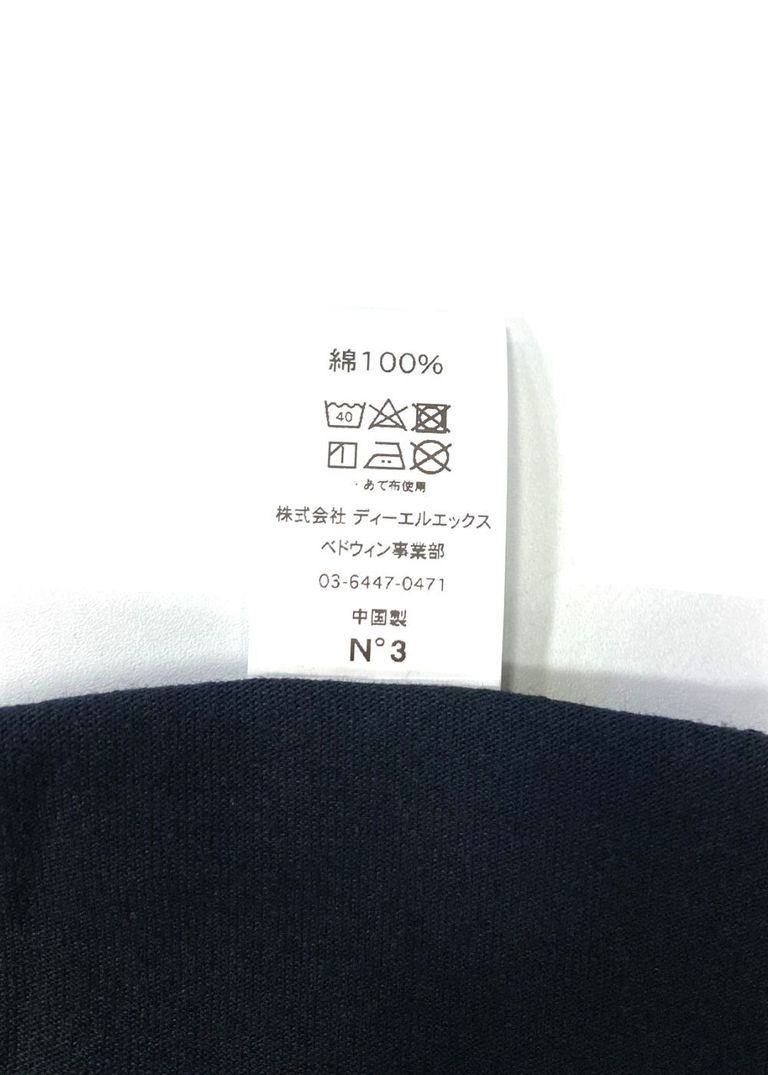 綿100%
40
・あて布使用
株式会社 ディーエルエックス
ベドウィン事業部
03-6447-0471
中国製
N°3